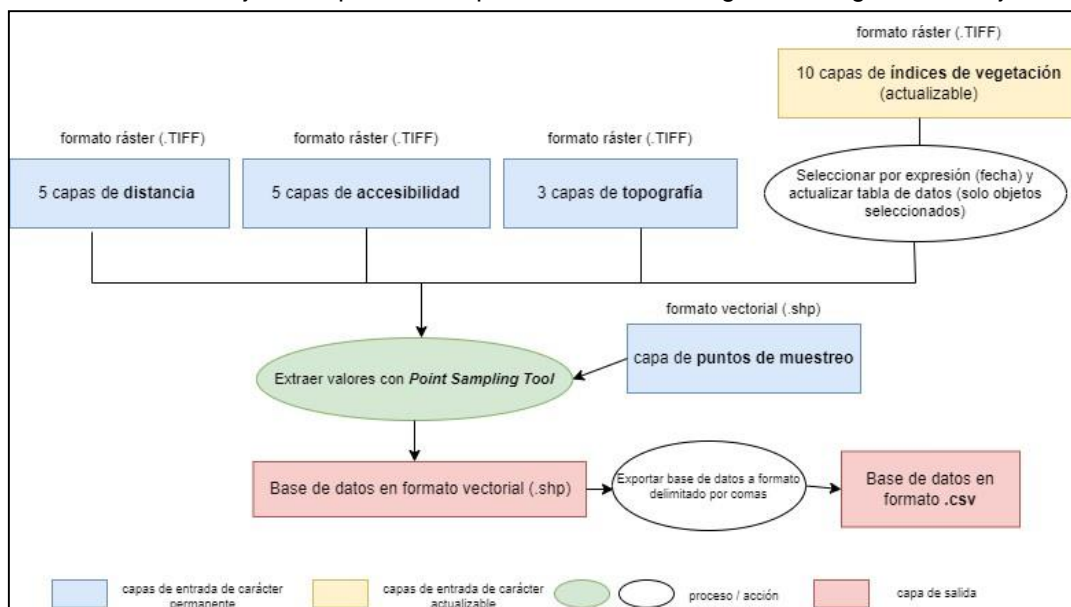 formato ráster (.TIFF)
10 capas de índices de vegetación
(actualizable)
formato ráster (.TIFF)
formato ráster (.TIFF)
formato ráster (.TIFF)
5 capas de distancia
5 capas de accesibilidad
3 capas de topografía
Seleccionar por expresión (fecha) y
actualizar tabla de datos (solo objetos
seleccionados)
formato vectorial (.shp)
capa de puntos de muestreo
Extraer valores con Point Sampling Tool
Base de datos en formato vectorial (.shp)
Exportar base de datos a formato
delimitado por comas
Base de datos en
formato .csv
capas de entrada de carácter
permanente
capas de entrada de carácter
actualizable
proceso / acción
capa de salida